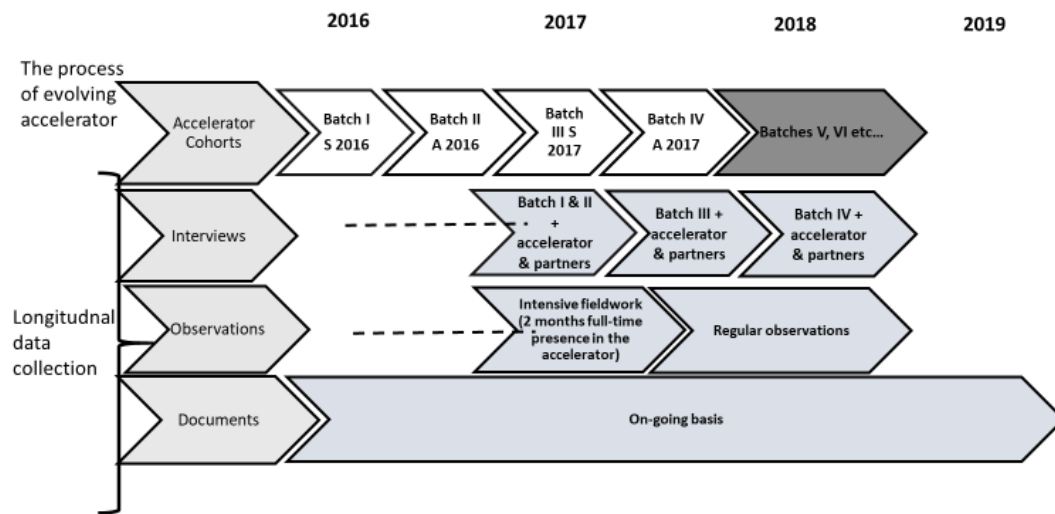 2016
2017
2018
2019
The process
of evolving
accelerator
Accelerator
Cohorts
Batch I
S 2016
Batch II
A 2016
Batch
III S
2017
Batch IV
A 2017
Batches V, VI etc...
Interviews
Batch I & II
+
accelerator
& partners
Batch III +
accelerator
& partners
Batch IV +
accelerator
& partners
Longitudnal
data
collection
Observations
Intensive fieldwork
(2 months full-time
presence in the
accelerator)
Regular observations
Documents
On-going basis